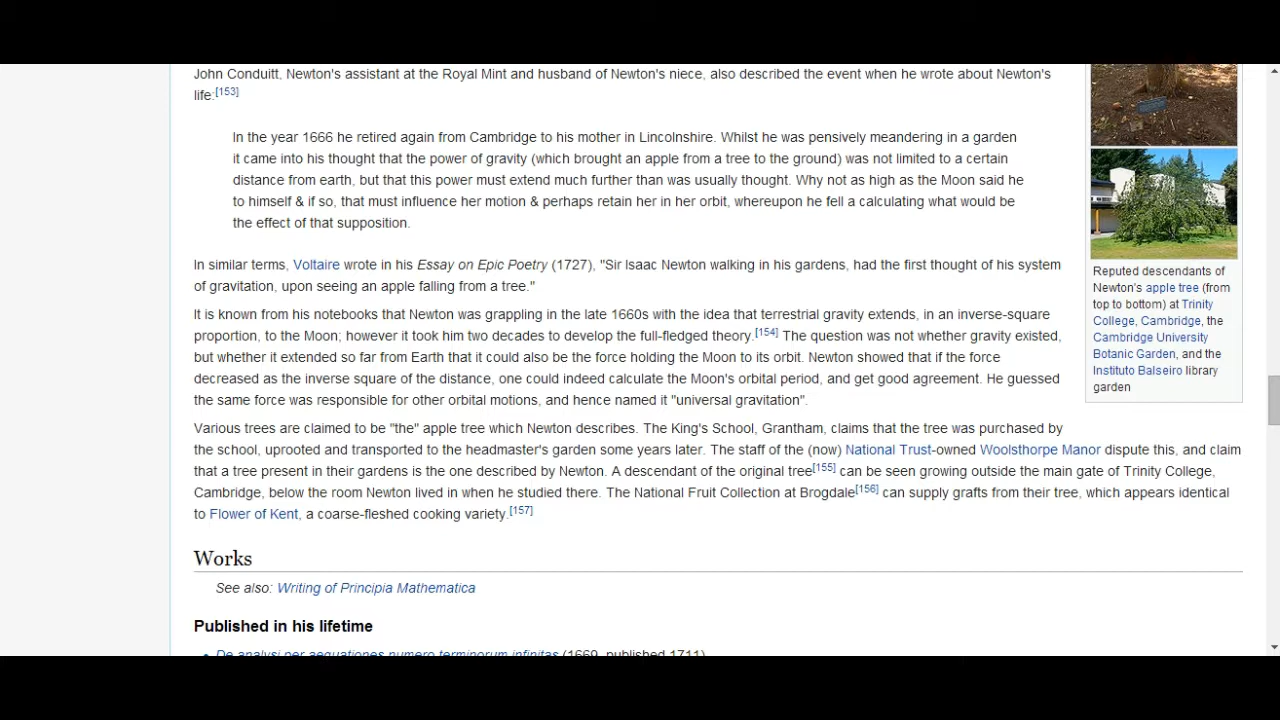 John Conduitt, Newton's assistant at the Royal Mint and husband of Newton's niece, also described the event when he wrote about Newton's
life:[153]
In the year 1666 he retired again from Cambridge to his mother in Lincolnshire. Whilst he was pensively meandering in a garden
it came into his thought that the power of gravity (which brought an apple from a tree to the ground) was not limited to a certain
distance from earth, but that this power must extend much further than was usually thought. Why not as high as the Moon said he
to himself & if so, that must influence her motion & perhaps retain her in her orbit, whereupon he fell a calculating what would be
the effect of that supposition.
In similar terms, Voltaire wrote in his Essay on Epic Poetry (1727), "Sir Isaac Newton walking in his gardens, had the first thought of his system
of gravitation, upon seeing an apple falling from a tree."
It is known from his notebooks that Newton was grappling in the late 1660s with the idea that terrestrial gravity extends, in an inverse-square
proportion, to the Moon; however it took him two decades to develop the full-fledged theory.[154] The question was not whether gravity existed,
but whether it extended so far from Earth that it could also be the force holding the Moon to its orbit. Newton showed that if the force
decreased as the inverse square of the distance, one could indeed calculate the Moon's orbital period, and get good agreement. He guessed
the same force was responsible for other orbital motions, and hence named it "universal gravitation".
Various trees are claimed to be "the" apple tree which Newton describes. The King's School, Grantham, claims that the tree was purchased by
the school, uprooted and transported to the headmaster's garden some years later. The staff of the (now) National Trust-owned Woolsthorpe Manor dispute this, and claim
that a tree present in their gardens is the one described by Newton. A descendant of the original tree[155] can be seen growing outside the main gate of Trinity College,
Cambridge, below the room Newton lived in when he studied there. The National Fruit Collection at Brogdale[156] can supply grafts from their tree, which appears identical
to Flower of Kent, a coarse-fleshed cooking variety.[157]
Reputed descendants of
Newton's apple tree (from
top to bottom) at Trinity
College, Cambridge, the
Cambridge University
Botanic Garden, and the
Instituto Balseiro library
garden
Works
See also: Writing of Principia Mathematica
Published in his lifetime
• De analysi per aequationes numero terminorum infinitas (1669, published 1711)